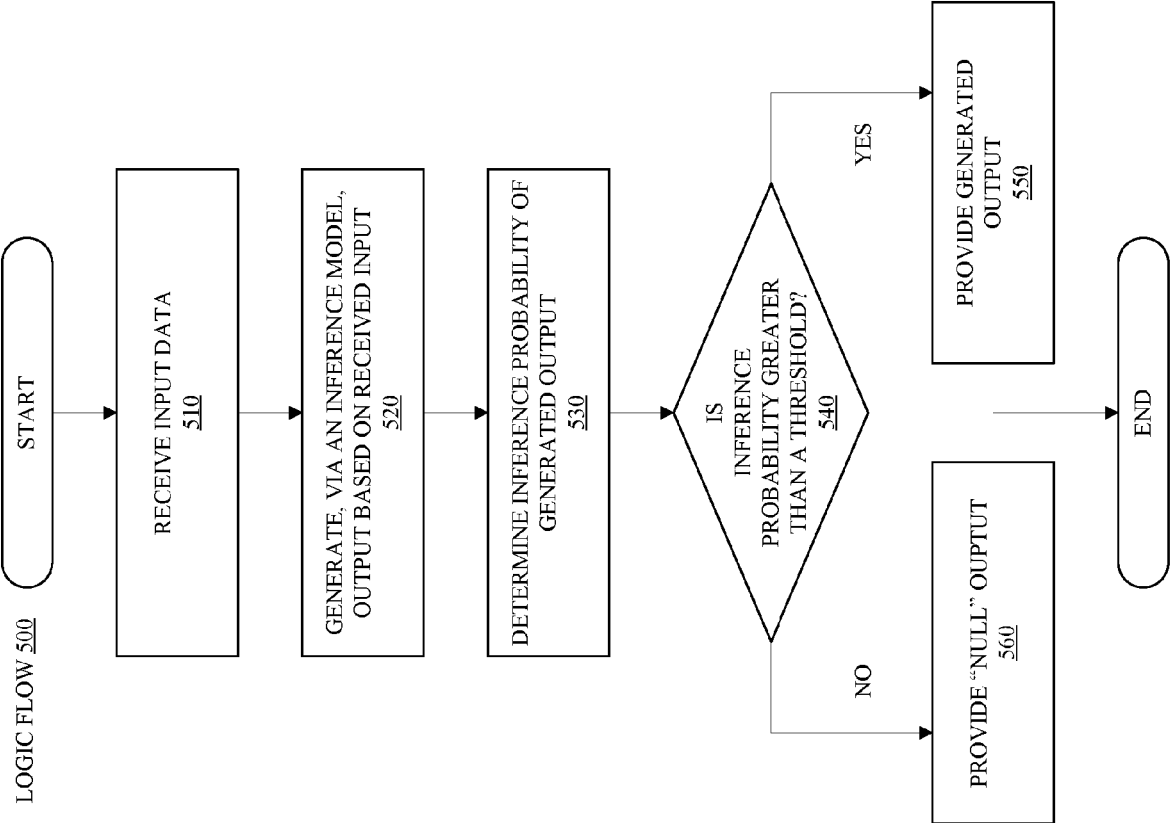 LOGIC FLOW 500
START
RECEIVE INPUT DATA
510
GENERATE, VIA AN INFERENCE MODEL,
OUTPUT BASED ON RECEIVED INPUT
520
DETERMINE INFERENCE PROBABILITY OF
GENERATED OUTPUT
530
IS
INFERENCE
PROBABILITY GREATER
THAN A THRESHOLD?
540
NO
YES
PROVIDE “NULL” OUPTUT
560
PROVIDE GENERATED
OUTPUT
550
END